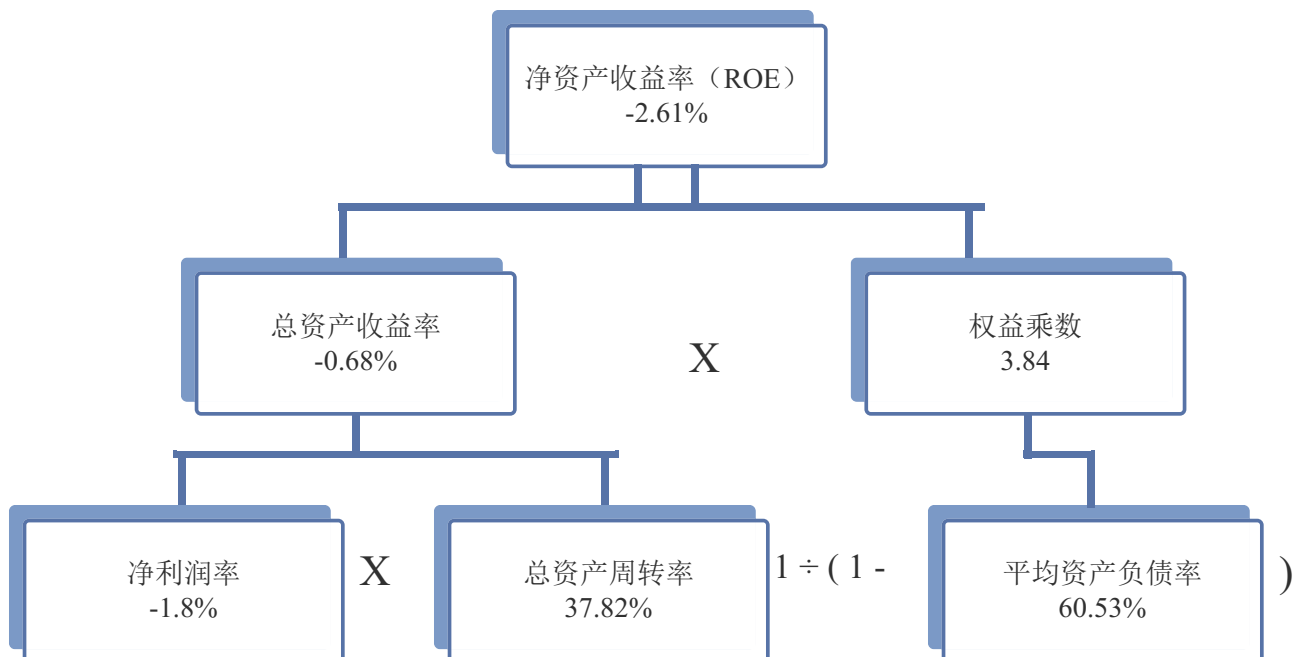 净资产收益率（ROE）
-2.61%
总资产收益率
-0.68%
X
权益乘数
3.84
净利润率
-1.8%
X
总资产周转率
37.82%
1 ÷ ( 1 -
平均资产负债率
60.53%
)